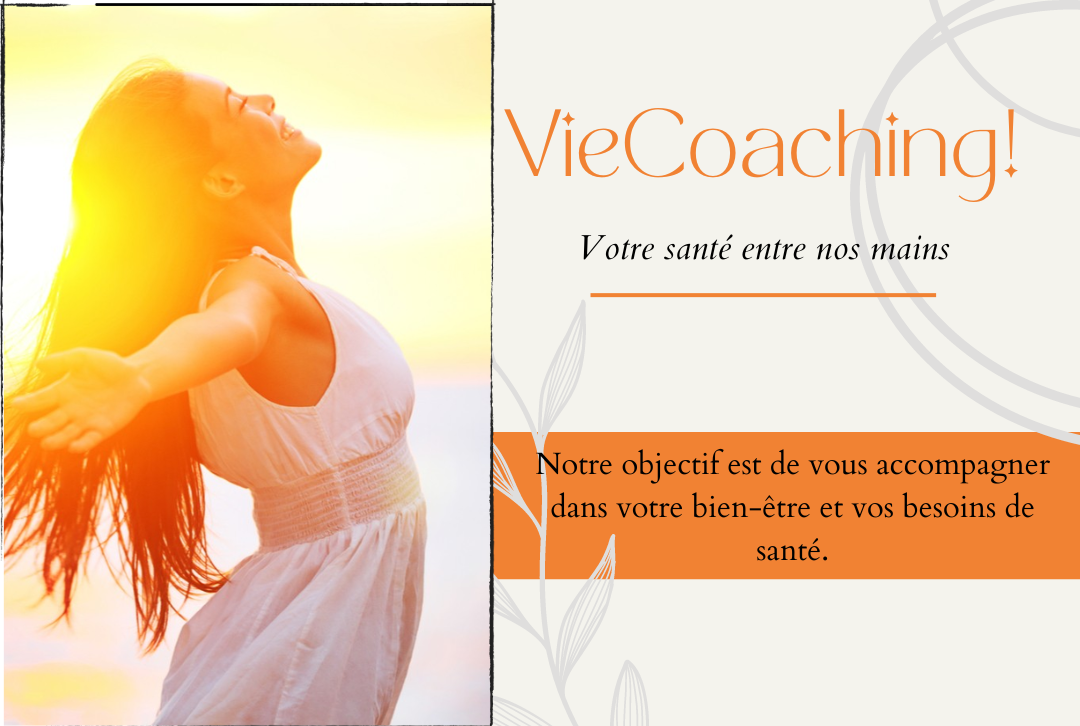 VieCoaching!
Votre santé entre nos mains
Notre objectif est de vous accompagner
dans votre bien-être et vos besoins de
santé.